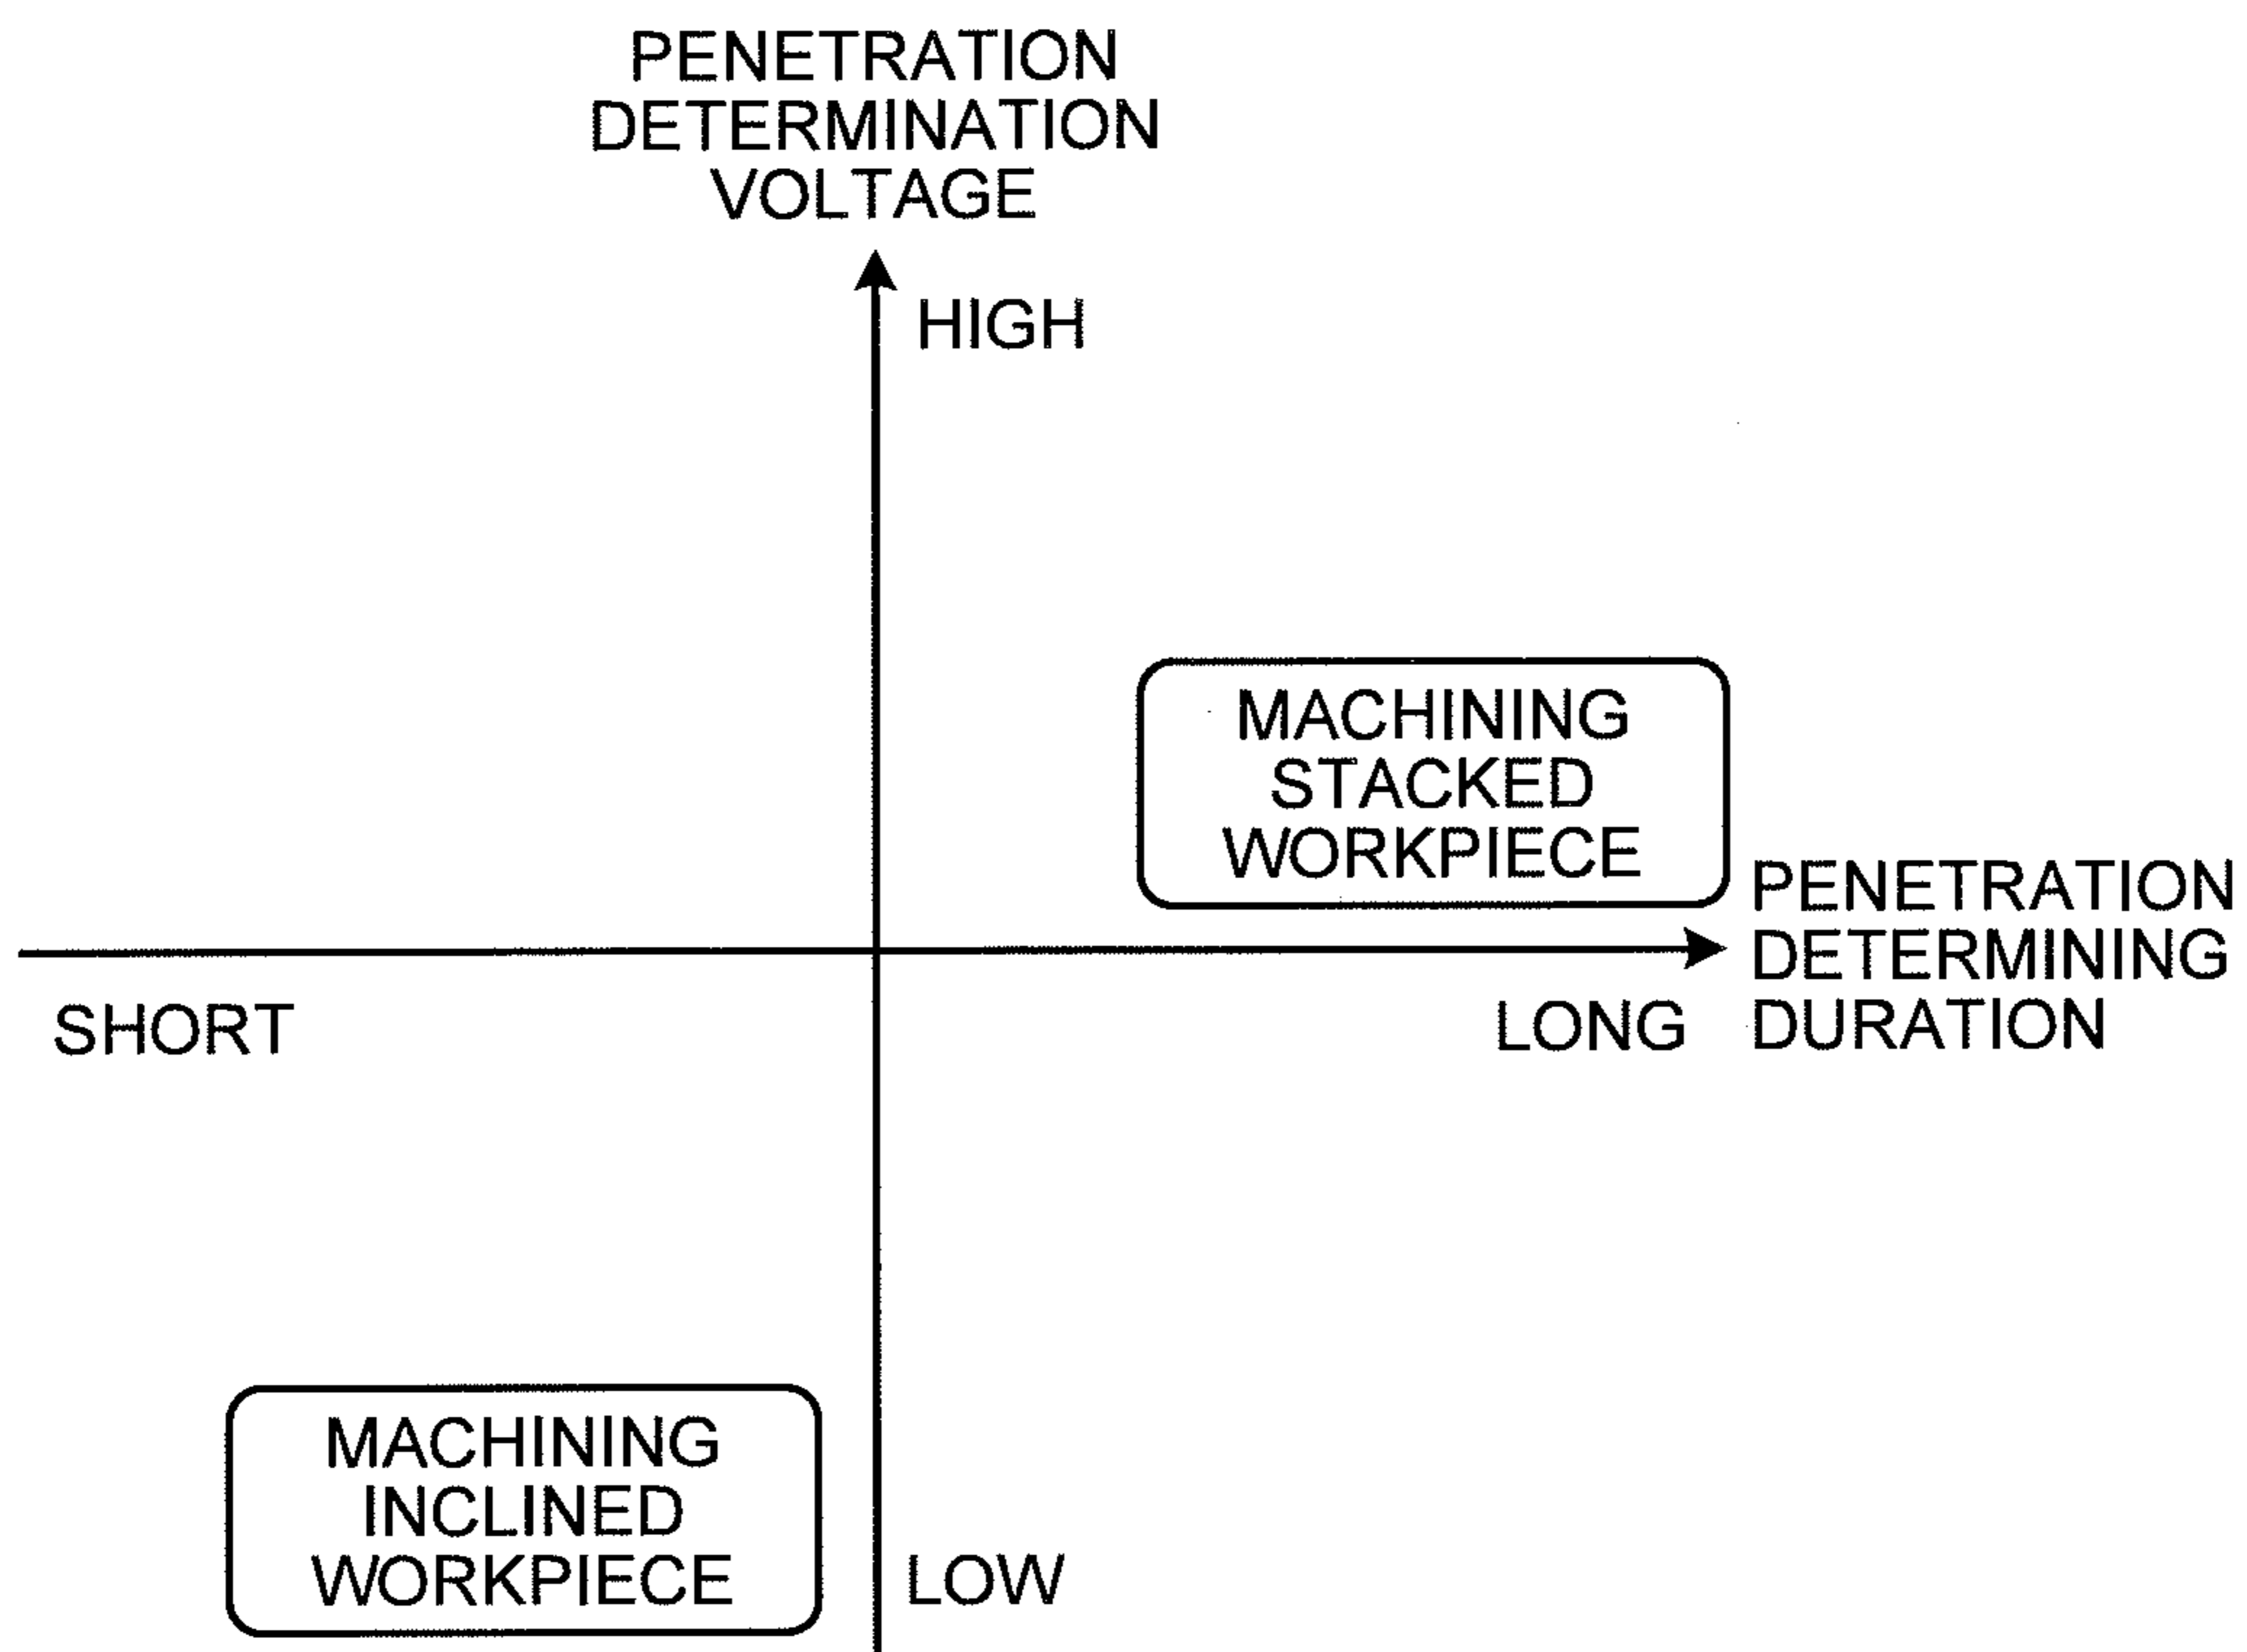 PENETRATION
DETERMINATION
VOLTAGE
HIGH
MACHINING
STACKED
WORKPIECE
PENETRATION
DETERMINING
DURATION
SHORT
LONG
MACHINING
INCLINED
WORKPIECE
LOW